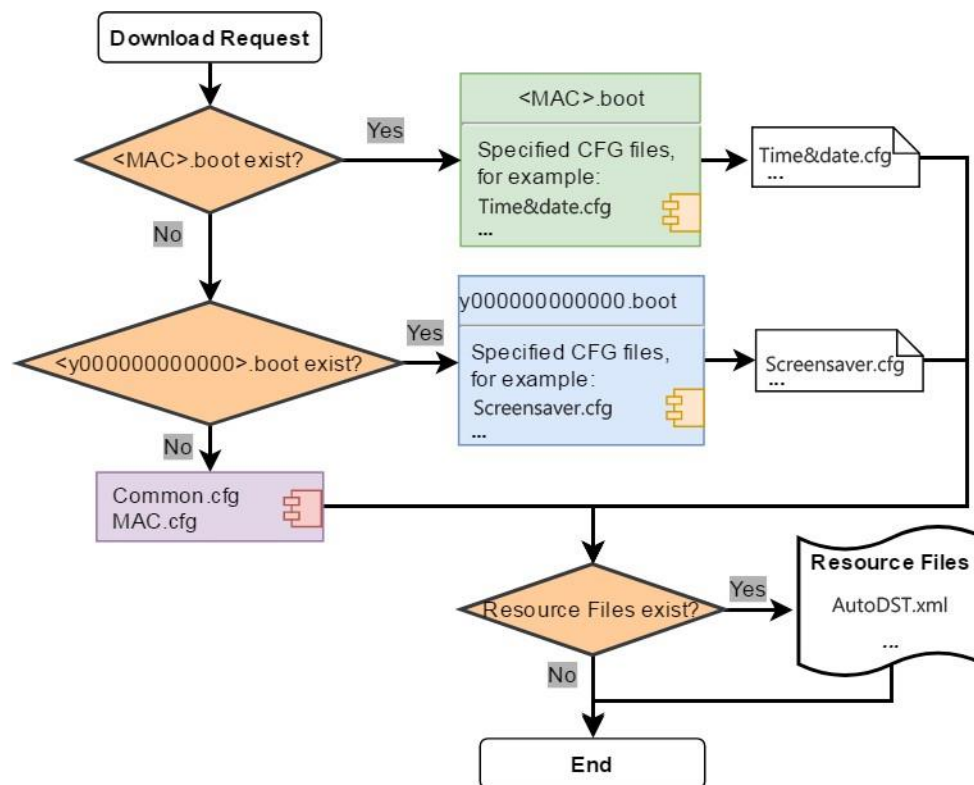 Download Request
<MAC>.boot exist?
Yes
<MAC>.boot
Specified CFG files,
for example:
Time&date.cfg
...
Time&date.cfg
...
No
<y000000000000>.boot exist?
Yes
y000000000000.boot
Specified CFG files,
for example:
Screensaver.cfg
...
Screensaver.cfg
...
No
Common.cfg
MAC.cfg
Resource Files exist?
Yes
Resource Files
AutoDST.xml
...
No
End